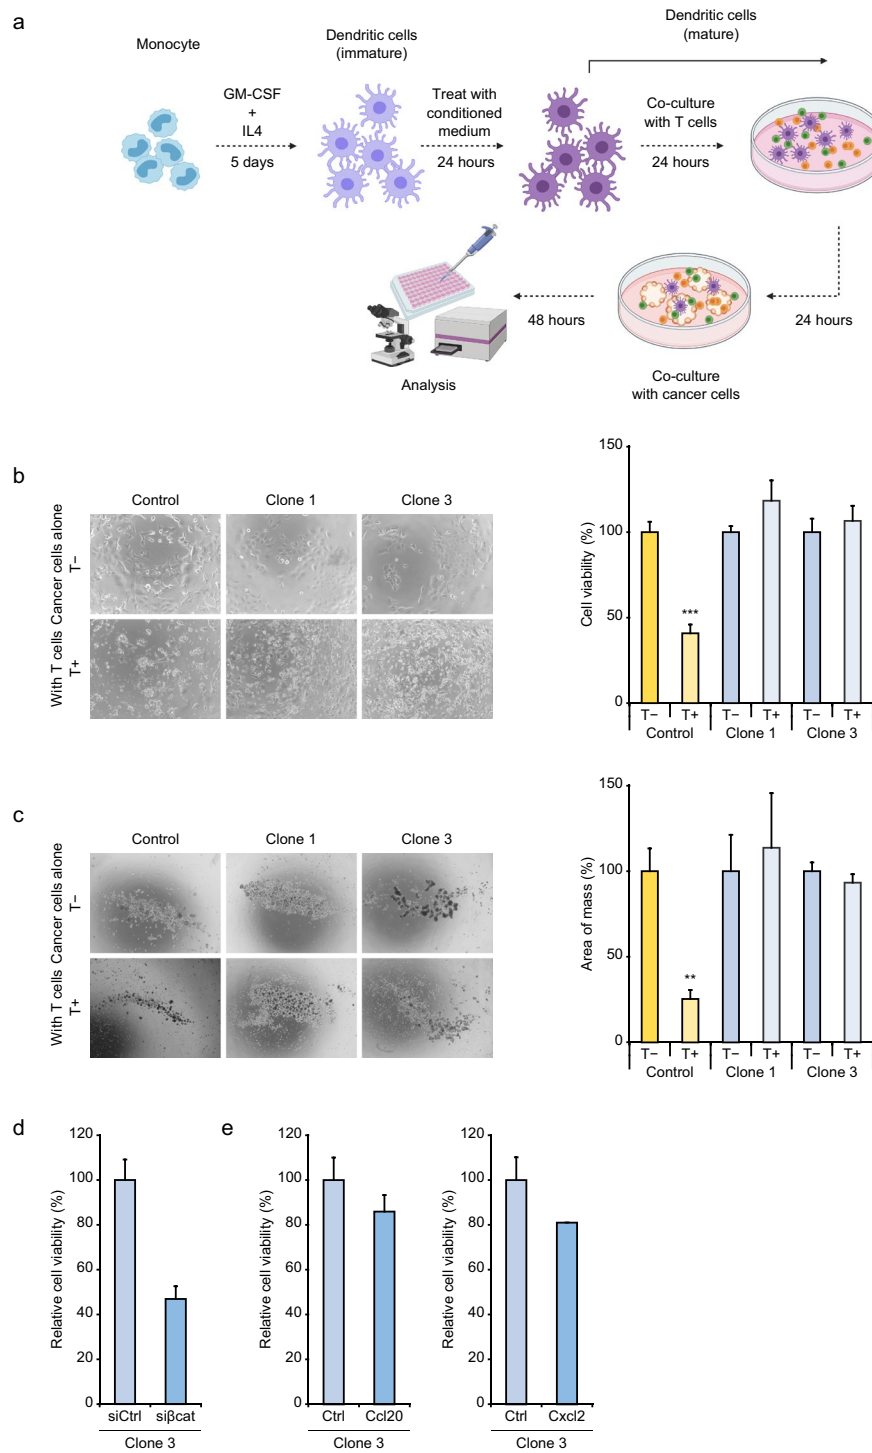 a
Monocyte
GM-CSF
+
IL4
5 days
Dendritic cells
(immature)
Treat with
conditioned
medium
24 hours
Dendritic cells
(mature)
Co-culture
with T cells
24 hours
24 hours
Co-culture
with cancer cells
48 hours
Analysis
b
Control
Clone 1
Clone 3
Cancer cells alone
T−
With T cells
T+
Cell viability (%)
150
100
50
0
***
T−
T+
T−
T+
T−
T+
Control
Clone 1
Clone 3
c
Control
Clone 1
Clone 3
Cancer cells alone
T−
With T cells
T+
Area of mass (%)
150
100
50
0
**
T−
T+
T−
T+
T−
T+
Control
Clone 1
Clone 3
d
Relative cell viability (%)
120
100
80
60
40
20
0
siCtrl
siβcat
Clone 3
e
Relative cell viability (%)
120
100
80
60
40
20
0
Ctrl
Ccl20
Clone 3
Relative cell viability (%)
120
100
80
60
40
20
0
Ctrl
Cxcl2
Clone 3